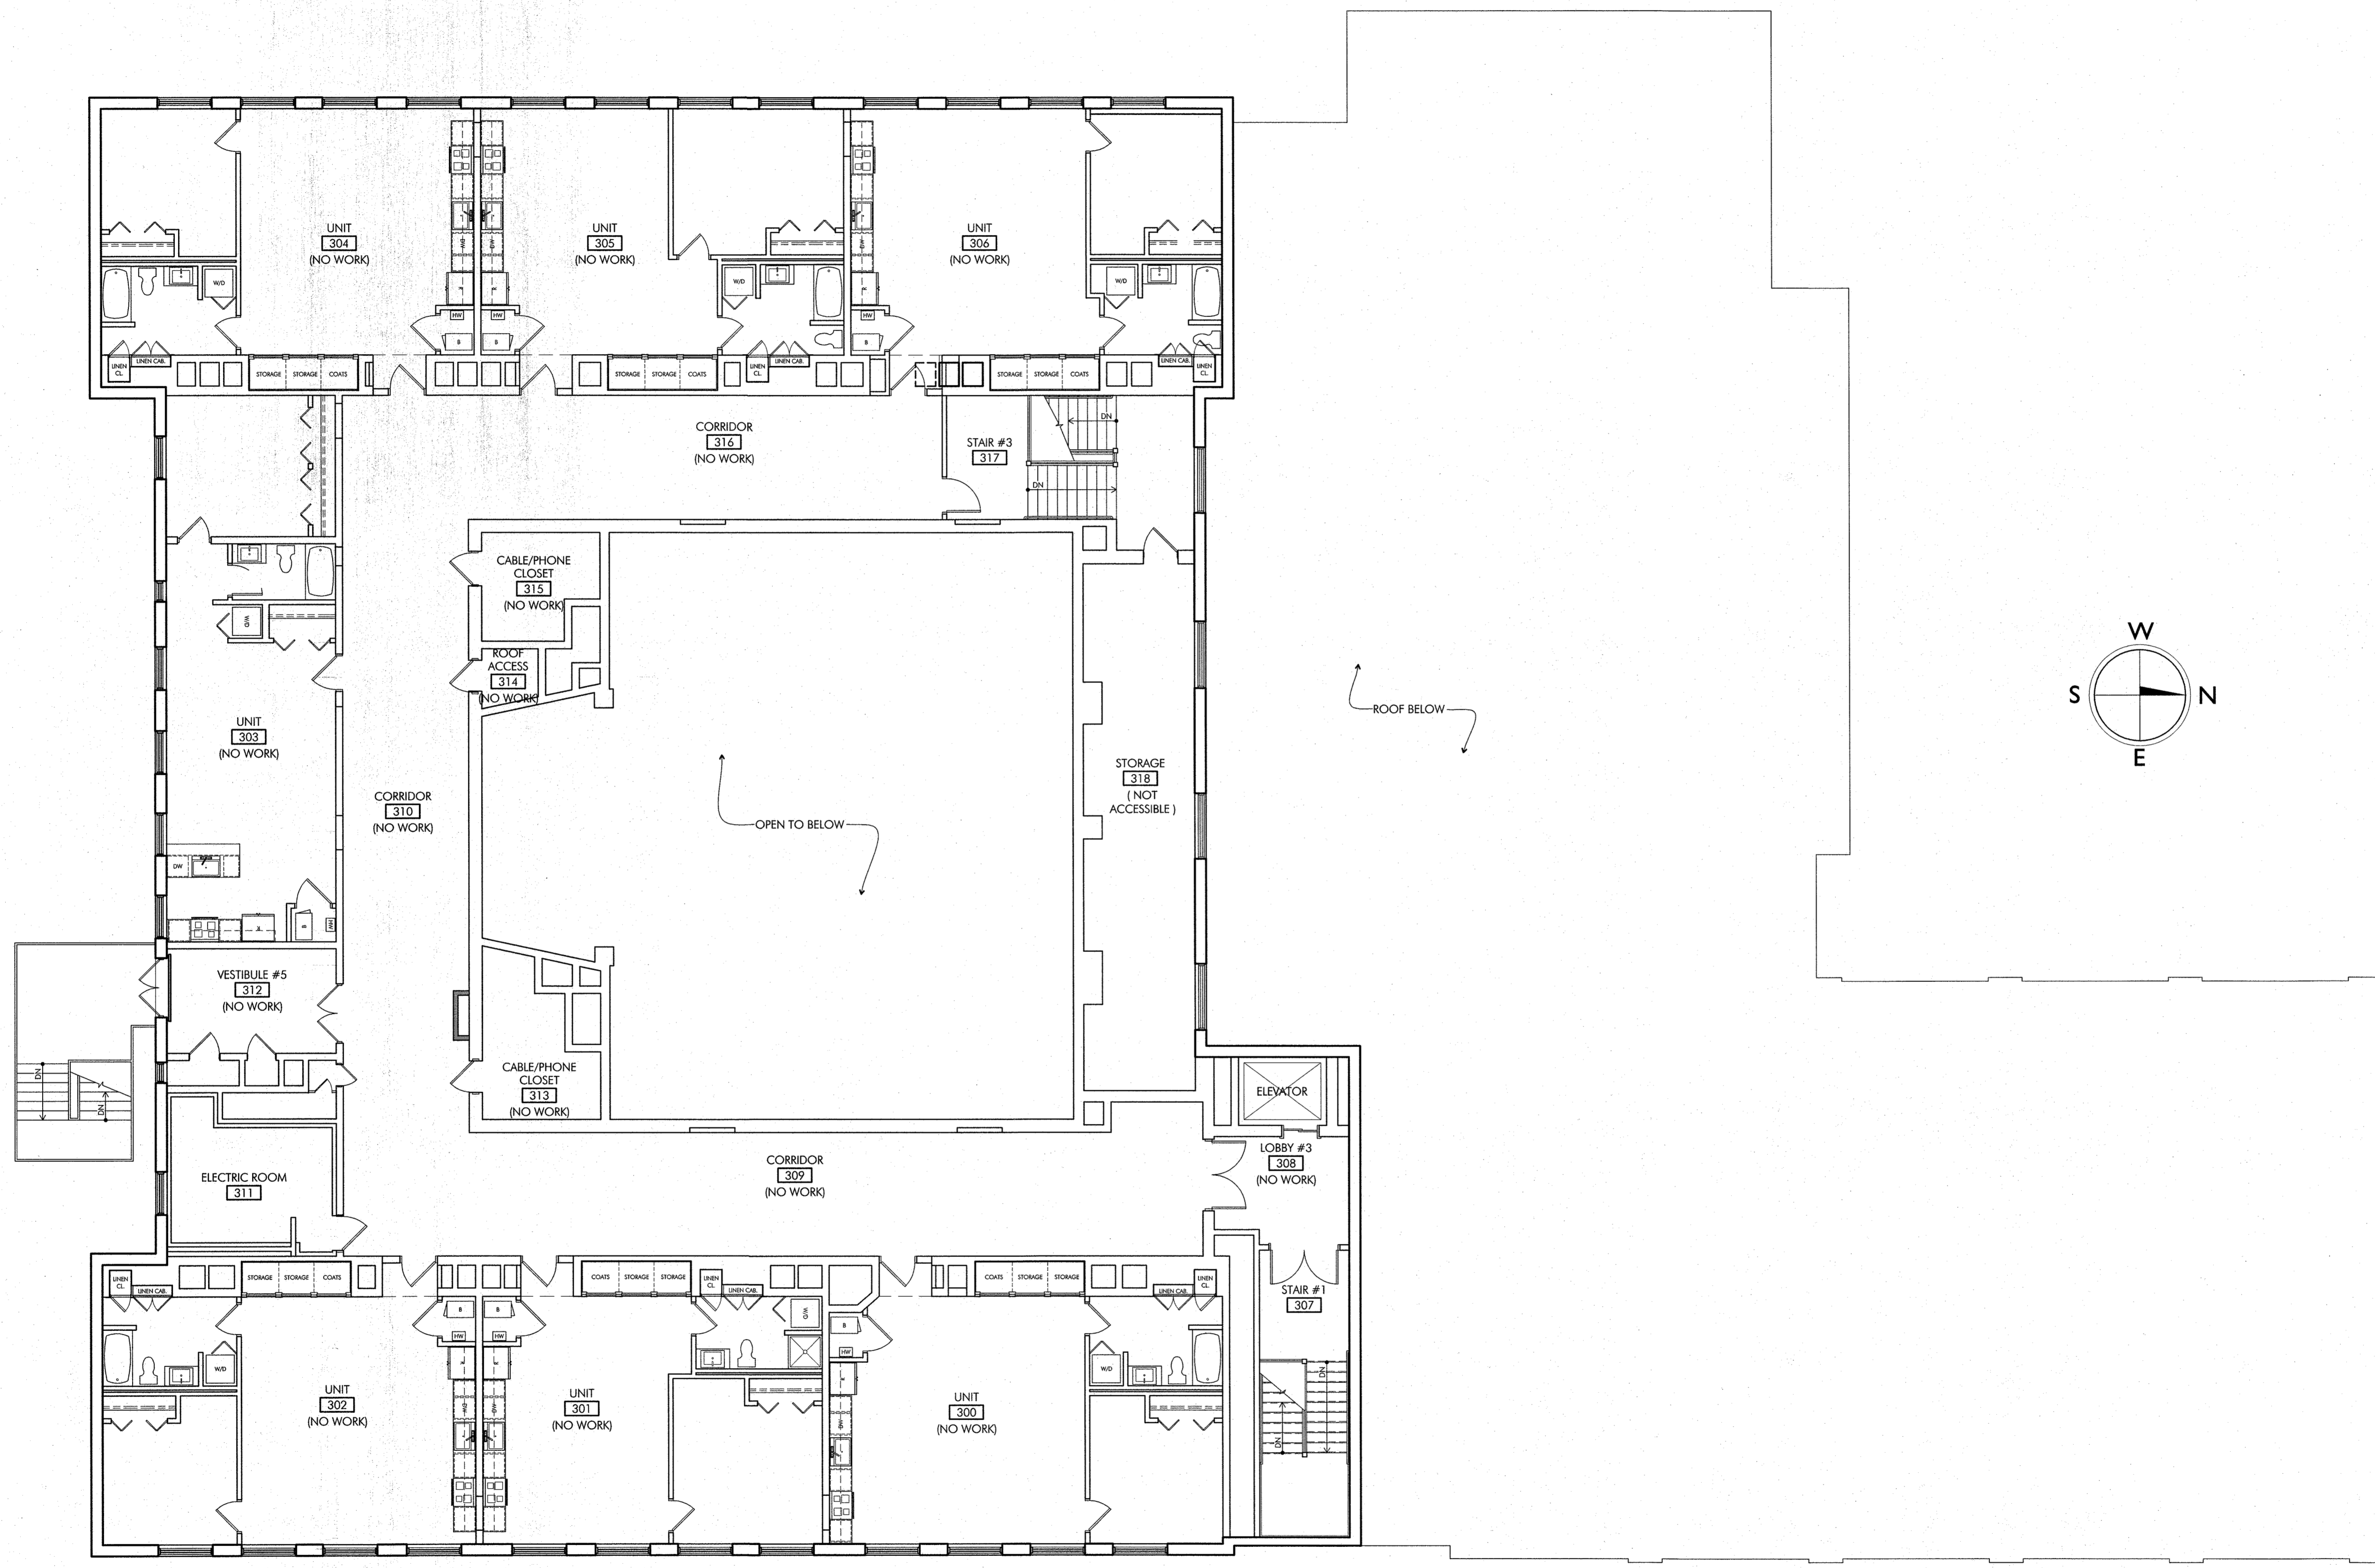 UNIT
304
(NO WORK)
UNIT
305
(NO WORK)
UNIT
306
(NO WORK)
W/D
W/D
W/D
DW
DW
DW
R
R
R
HW
HW
HW
B
B
B
LINEN CL.
LINEN CAB.
STORAGE
STORAGE
COATS
STORAGE
STORAGE
COATS
LINEN CL.
LINEN CAB.
STORAGE
STORAGE
COATS
LINEN CAB.
LINEN CL.
CORRIDOR
316
(NO WORK)
STAIR #3
317
DN
DN
CABLE/PHONE
CLOSET
315
(NO WORK)
ROOF
ACCESS
314
(NO WORK)
W/D
UNIT
303
(NO WORK)
DW
R
B
HW
CORRIDOR
310
(NO WORK)
OPEN TO BELOW
STORAGE
318
( NOT
ACCESSIBLE )
ROOF BELOW
W
S
N
E
VESTIBULE #5
312
(NO WORK)
DN
DN
CABLE/PHONE
CLOSET
313
(NO WORK)
ELEVATOR
LOBBY #3
308
(NO WORK)
CORRIDOR
309
(NO WORK)
ELECTRIC ROOM
311
LINEN CL.
LINEN CAB.
STORAGE
STORAGE
COATS
COATS
STORAGE
STORAGE
LINEN CL.
LINEN CAB.
COATS
STORAGE
STORAGE
LINEN CAB.
LINEN CL.
STAIR #1
307
DN
DN
B
B
B
HW
HW
HW
W/D
W/D
W/D
R
R
R
DW
DW
DW
UNIT
302
(NO WORK)
UNIT
301
(NO WORK)
UNIT
300
(NO WORK)